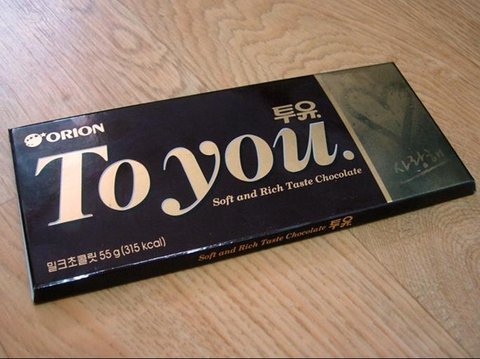 ORION
투유
To you.
Soft and Rich Taste Chocolate
사랑해
밀크초콜릿 55g (315 kcal)
Soft and Rich Taste Chocolate 투유